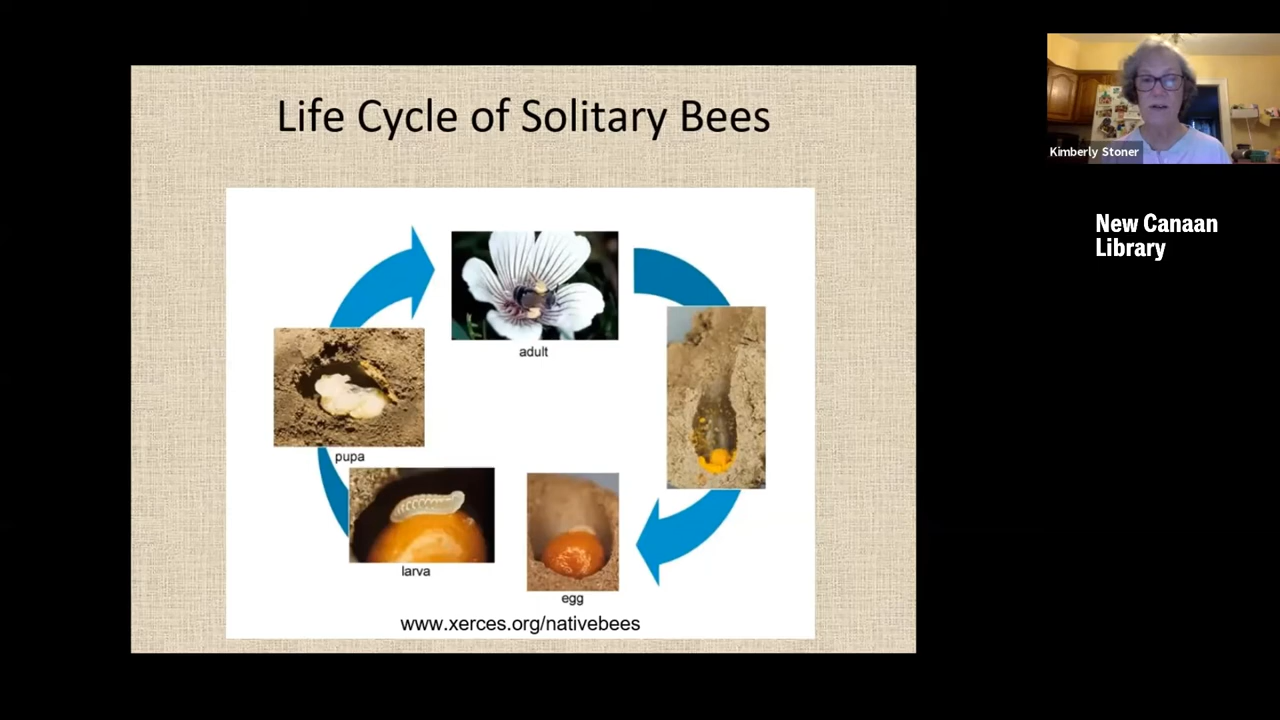 Life Cycle of Solitary Bees
adult
pupa
larva
egg
www.xerces.org/nativebees
Kimberly Stoner
New Canaan
Library